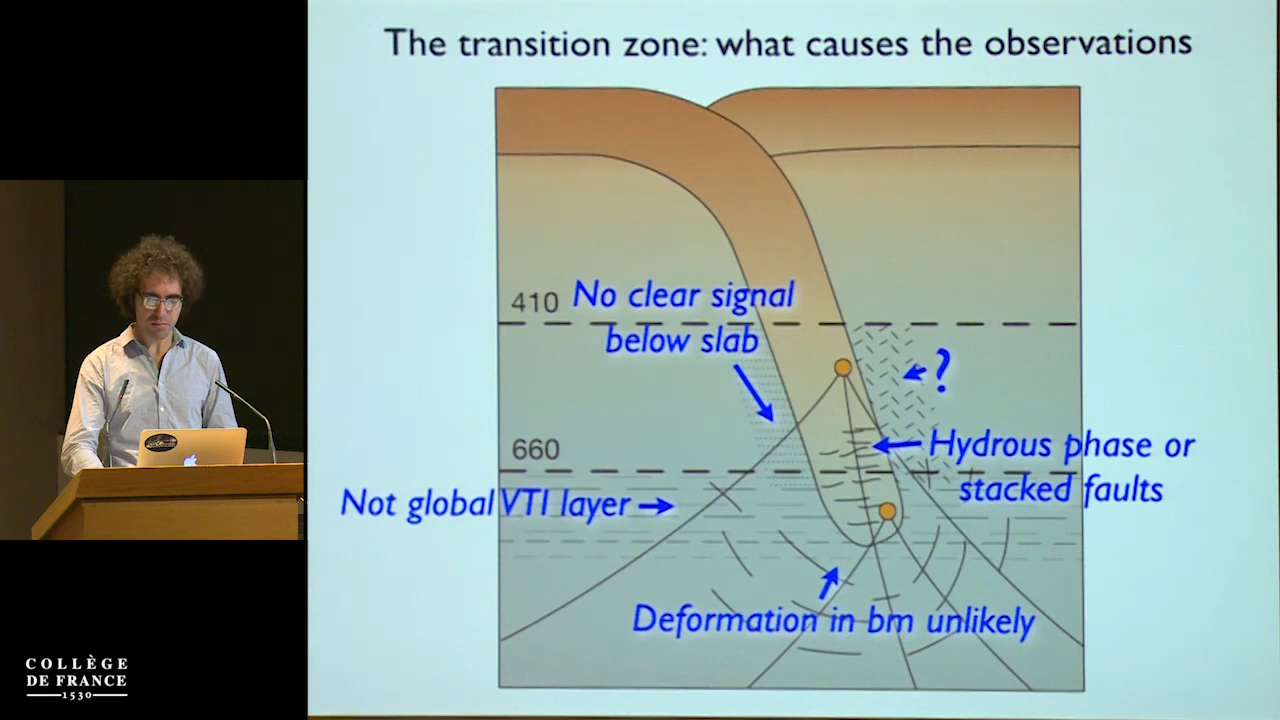 The transition zone: what causes the observations
410
No clear signal
below slab
?
660
Hydrous phase or
stacked faults
Not global VTI layer
Deformation in bm unlikely
COLLÈGE
DE FRANCE
1530